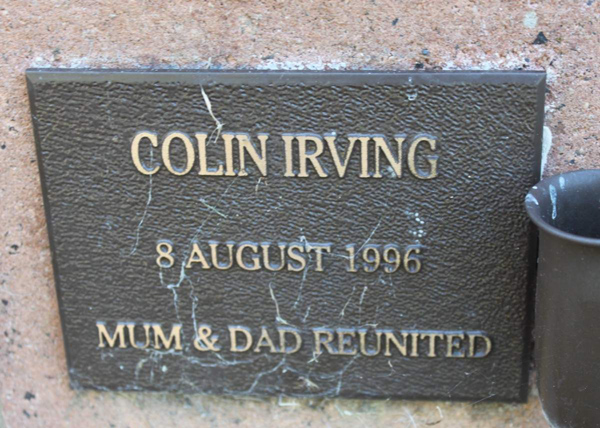 COLIN IRVING
8 AUGUST 1996
MUM & DAD REUNITED